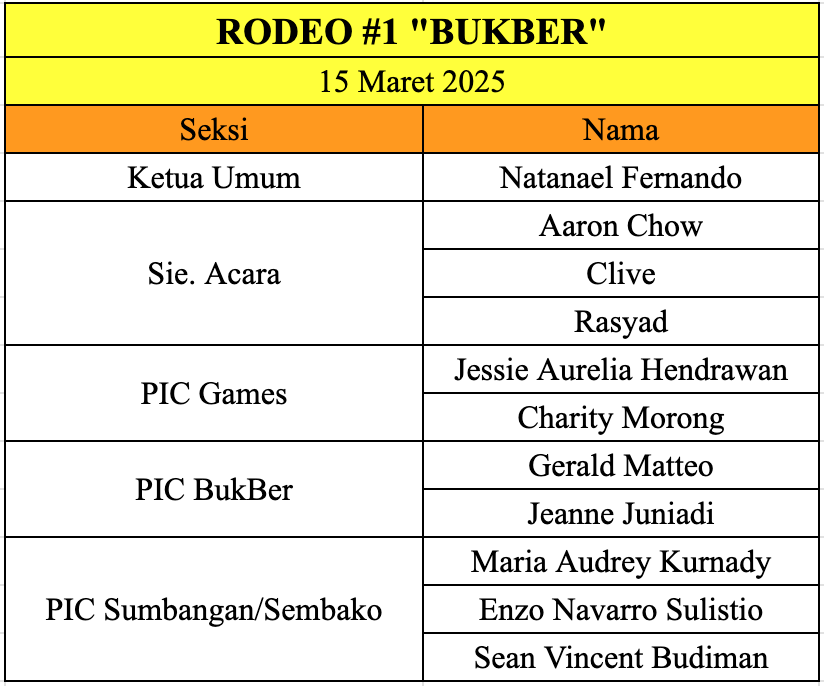 RODEO #1 "BUKBER"
15 Maret 2025
Seksi Nama
Ketua Umum Natanael Fernando
Sie. Acara Aaron Chow
Clive
Rasyad
PIC Games Jessie Aurelia Hendrawan
Charity Morong
PIC BukBer Gerald Matteo
Jeanne Juniadi
PIC Sumbangan/Sembako Maria Audrey Kurnady
Enzo Navarro Sulistio
Sean Vincent Budiman